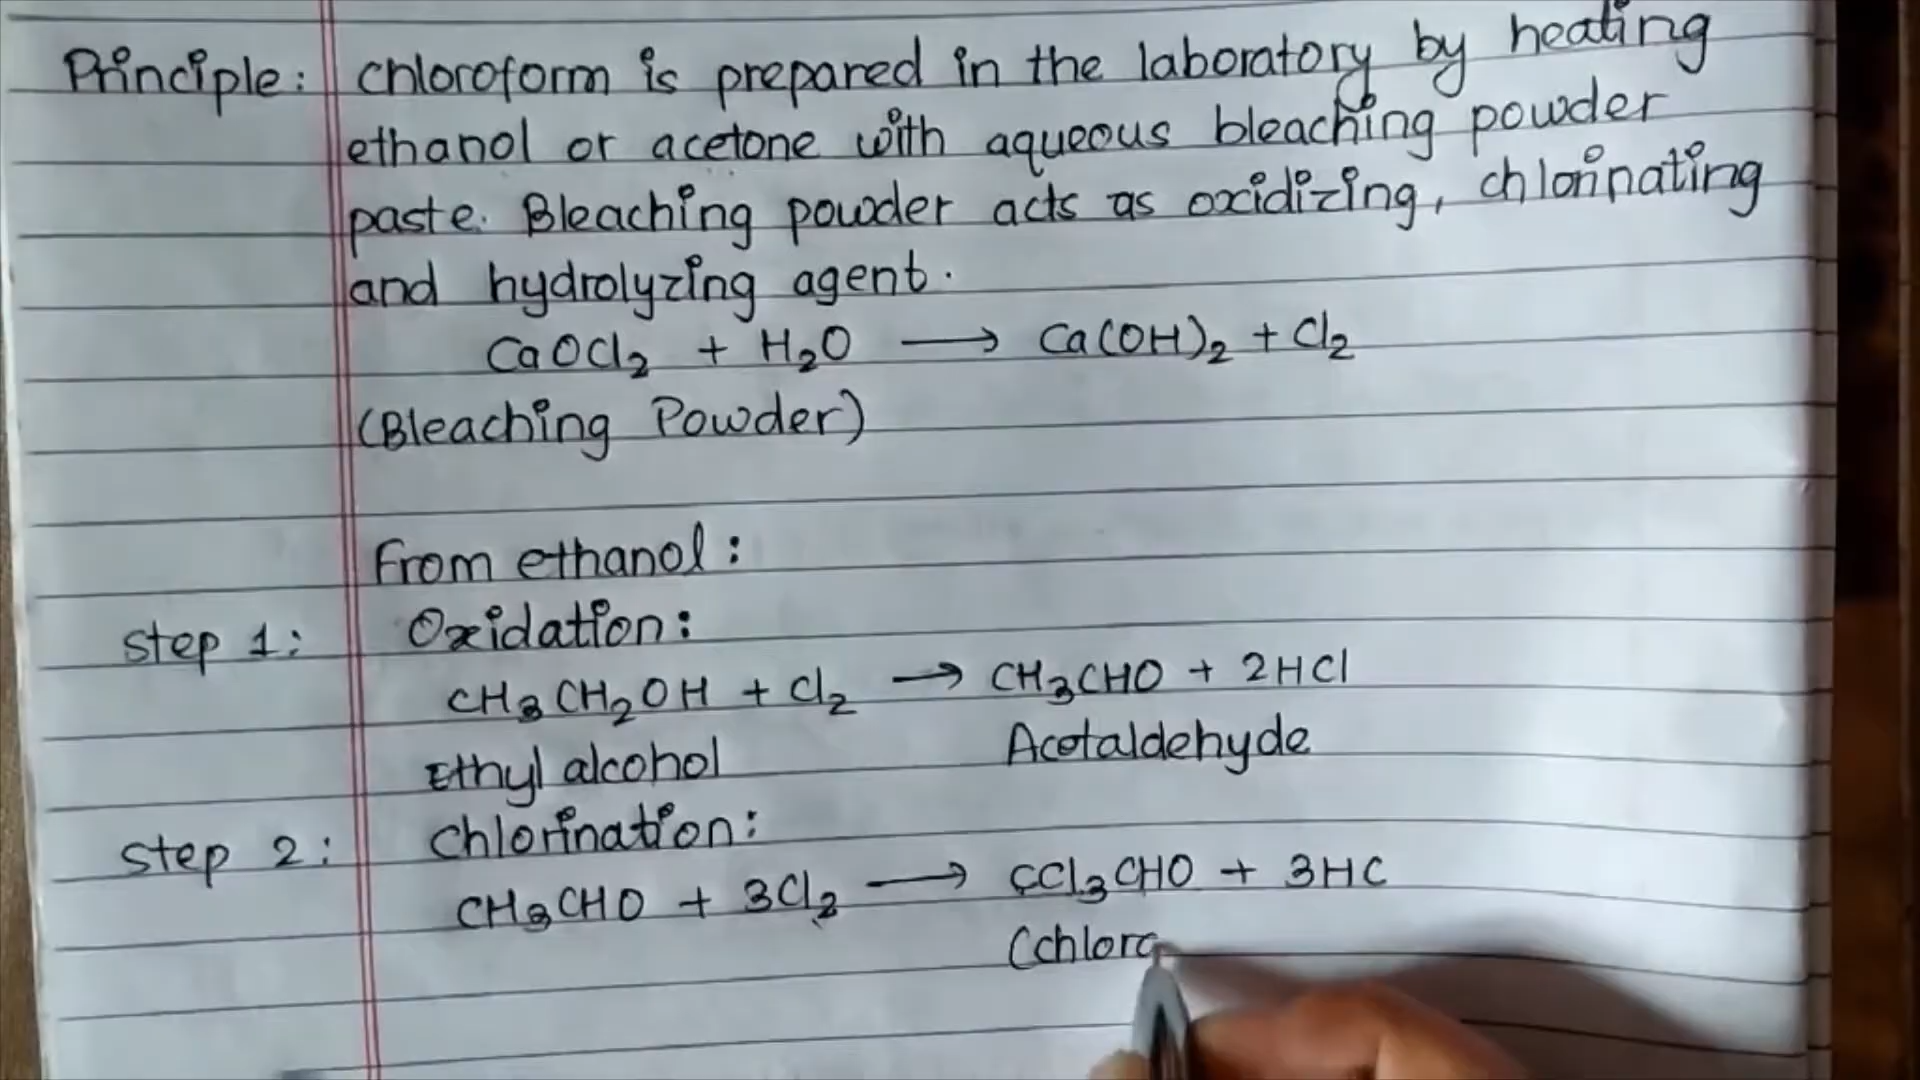 Principle: chloroform is prepared in the laboratory by heating
ethanol or acetone with aqueous bleaching powder
paste. Bleaching powder acts as oxidizing, chlorinating
and hydrolyzing agent.
CaOCl₂ + H₂O ⟶ Ca(OH)₂ + Cl₂
(Bleaching Powder)
From ethanol:
step 1: Oxidation:
CH₃CH₂OH + Cl₂ ⟶ CH₃CHO + 2HCl
Ethyl alcohol Acetaldehyde
step 2: chlorination:
CH₃CHO + 3Cl₂ ⟶ CCl₃CHO + 3HC